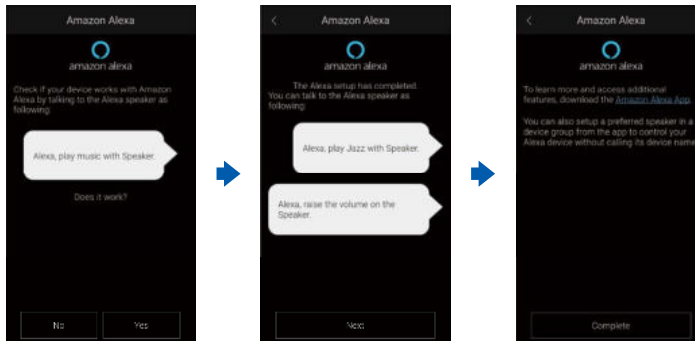 Amazon Alexa
amazon alexa
Check if your device works with Amazon
Alexa by talking to the Alexa speaker as
following:
Alexa, play music with Speaker.
Does it work?
No
Yes
Amazon Alexa
amazon alexa
The Alexa setup has completed.
You can talk to the Alexa speaker as
following:
Alexa, play Jazz with Speaker.
Alexa, raise the volume on the
Speaker.
Next
Amazon Alexa
amazon alexa
To learn more and access additional
features, download the Amazon Alexa App.
You can also setup a preferred speaker in a
device group from the app to control your
Alexa device without calling its device name
Complete